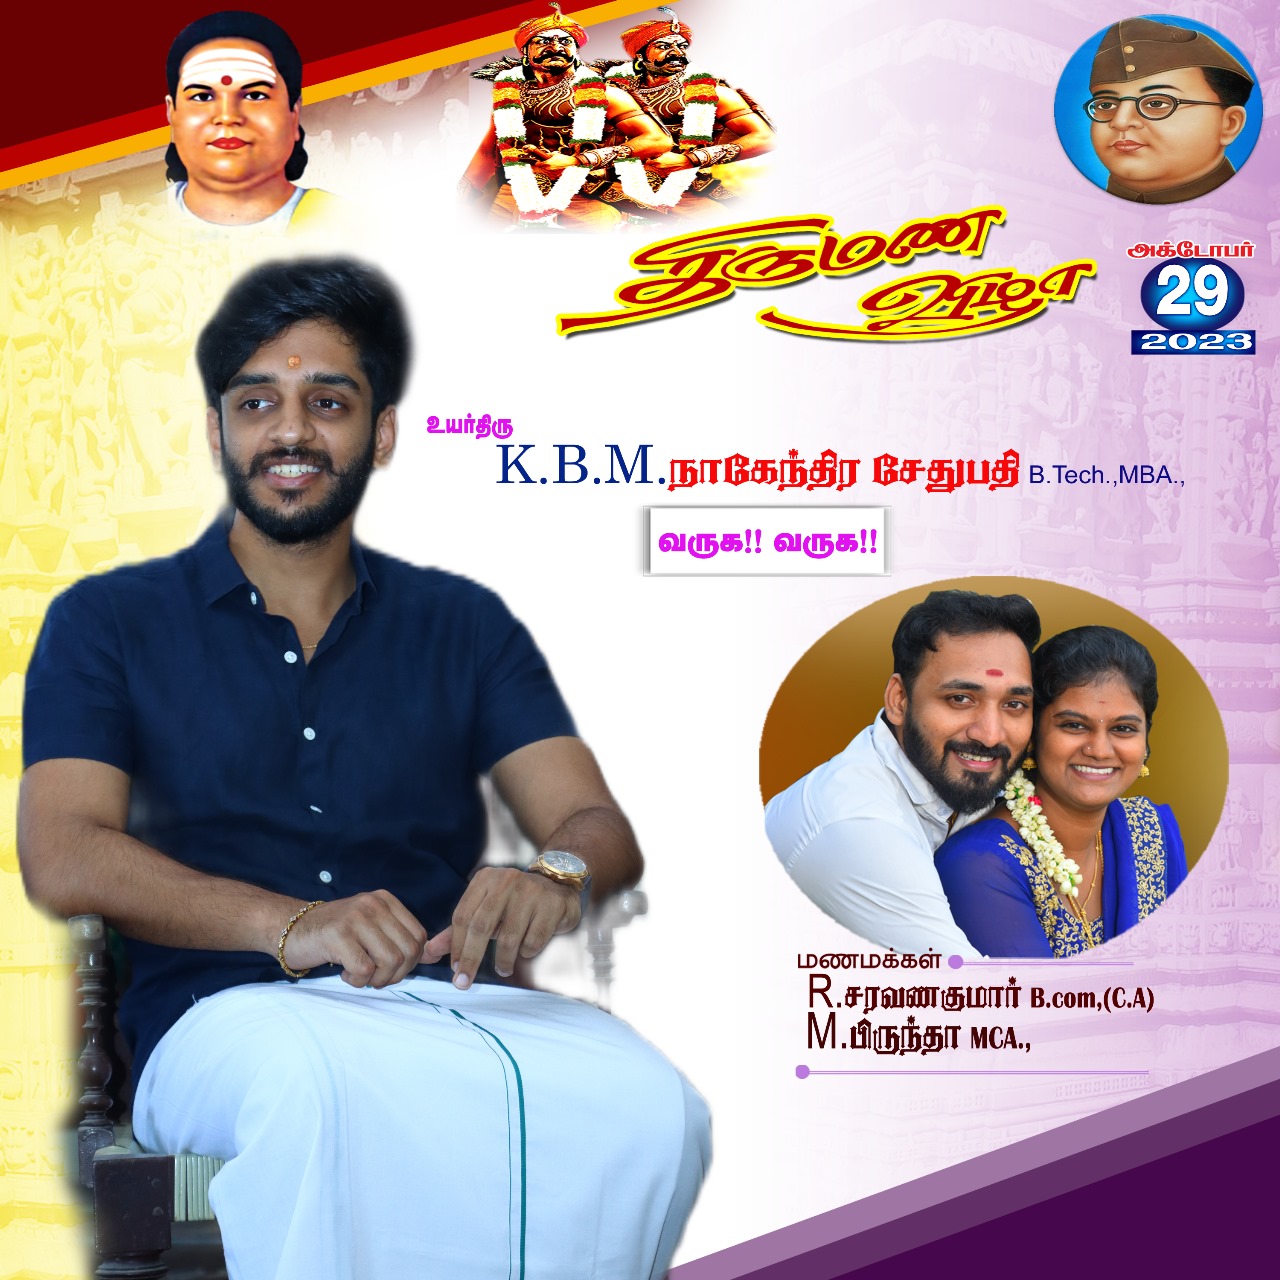 திருமண
விழா
அக்டோபர்
29
2023
உயர்திரு
K.B.M.நாகேந்திர சேதுபதி B.Tech.,MBA.,
வருக!! வருக!!
மணமக்கள்
R.சரவணகுமார் B.com,(C.A)
M.பிருந்தா MCA.,